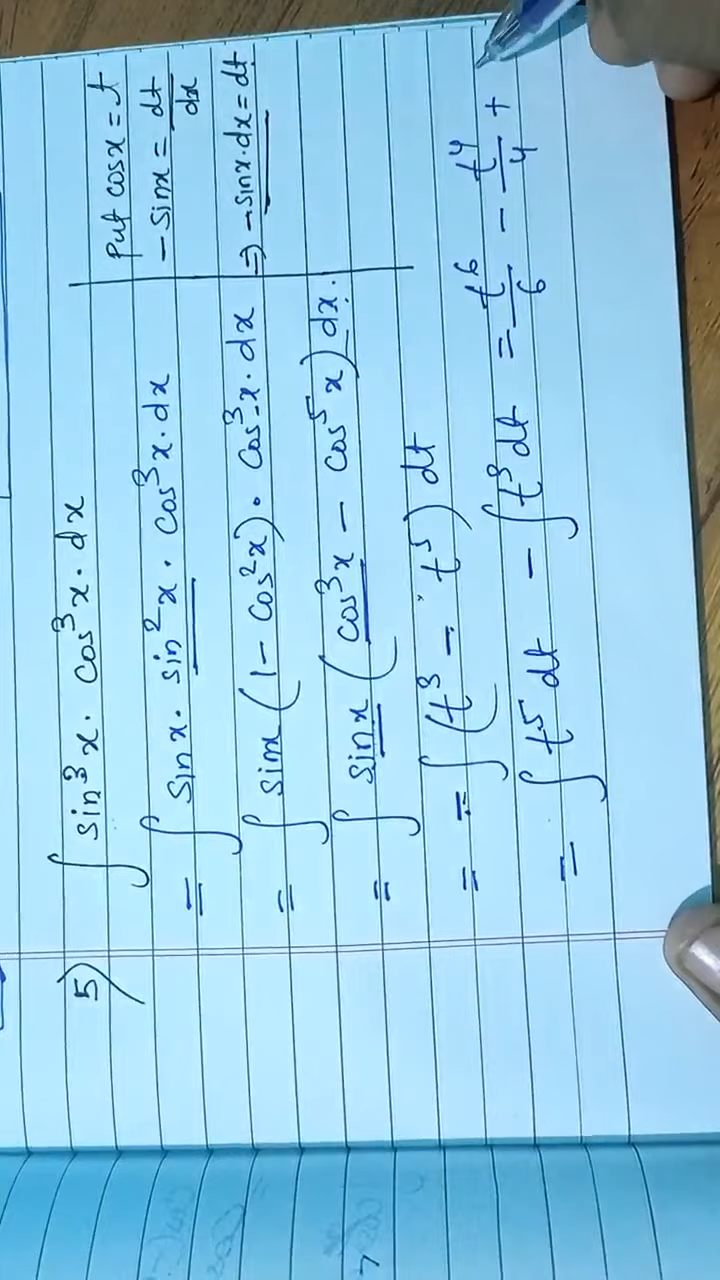 5) ∫ sin³x · cos³x · dx
= ∫ sinx · sin²x · cos³x · dx
= ∫ sinx (1 - cos²x) · cos³x · dx
= ∫ sinx (cos³x - cos⁵x) dx.
= = ∫ (t³ - t⁵) dt
= ∫ t⁵ dt - ∫ t³ dt = t⁶/6 - t⁴/4 +
Put cosx = t
- sinx = dt/dx
⇒ - sinx · dx = dt